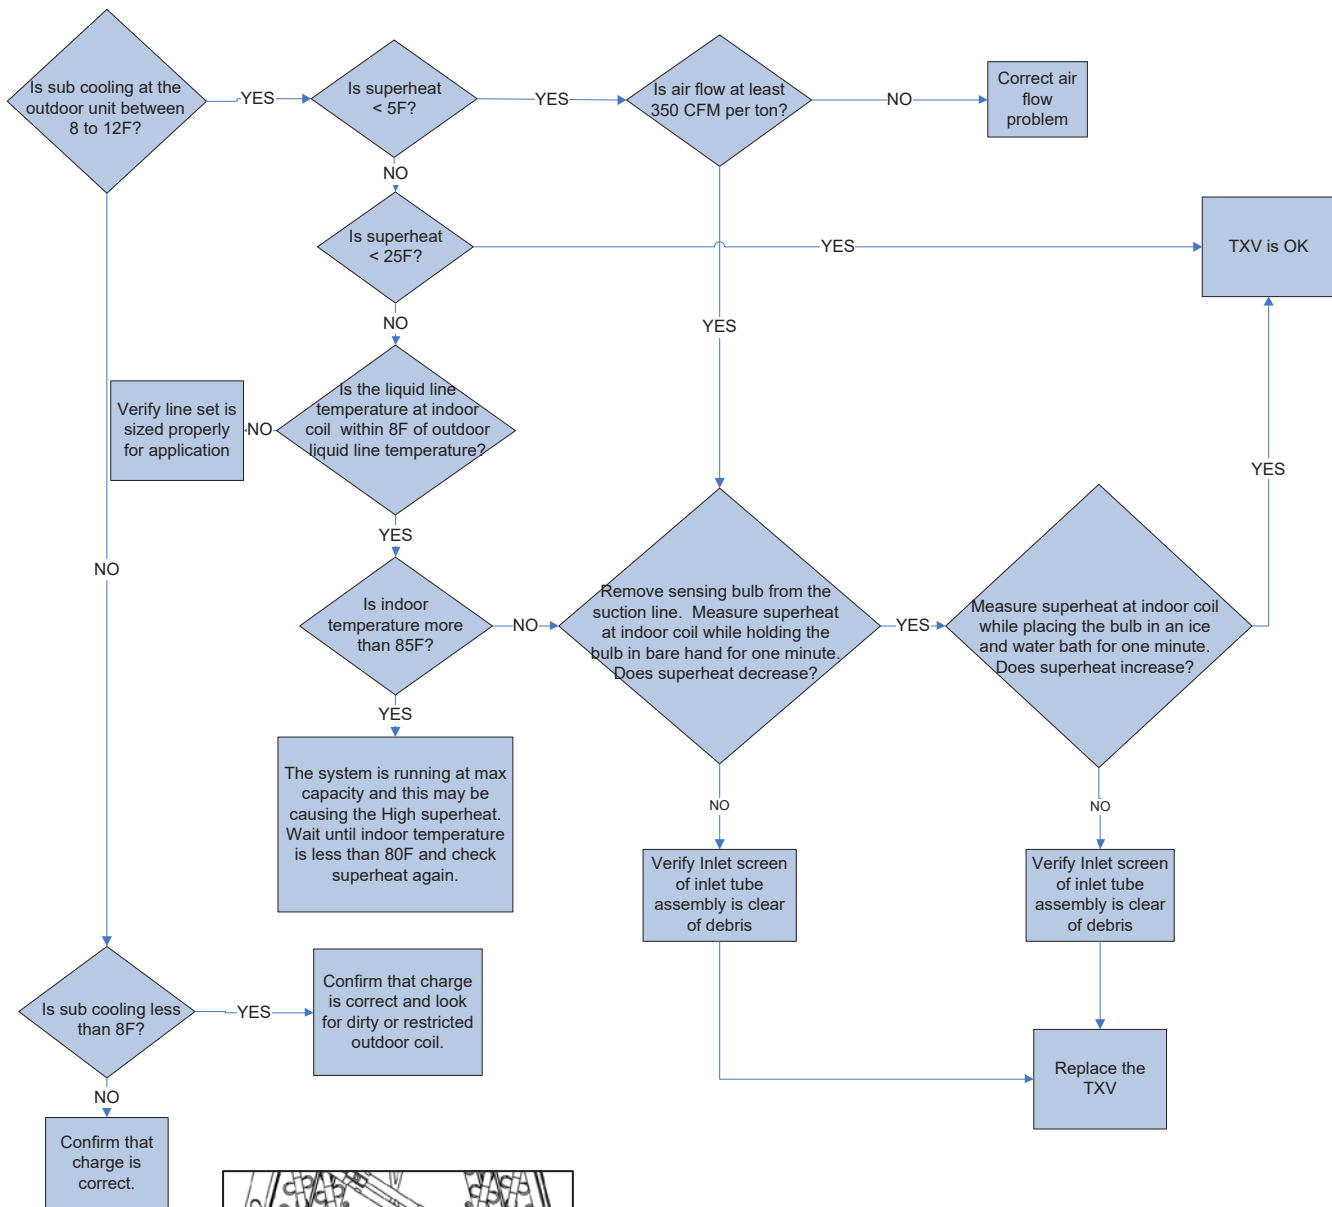 Is sub cooling at the
outdoor unit between
8 to 12F?
YES
Is superheat
< 5F?
YES
Is air flow at least
350 CFM per ton?
NO
Correct air
flow
problem
NO
Is superheat
< 25F?
YES
TXV is OK
NO
YES
Is the liquid line
temperature at indoor
coil within 8F of outdoor
liquid line temperature?
NO
Verify line set is
sized properly
for application
YES
YES
NO
Is indoor
temperature more
than 85F?
NO
Remove sensing bulb from the
suction line. Measure superheat
at indoor coil while holding the
bulb in bare hand for one minute.
Does superheat decrease?
YES
Measure superheat at indoor coil
while placing the bulb in an ice
and water bath for one minute.
Does superheat increase?
YES
The system is running at max
capacity and this may be
causing the High superheat.
Wait until indoor temperature
is less than 80F and check
superheat again.
NO
NO
Verify Inlet screen
of inlet tube
assembly is clear
of debris
Verify Inlet screen
of inlet tube
assembly is clear
of debris
Is sub cooling less
than 8F?
YES
Confirm that charge
is correct and look
for dirty or restricted
outdoor coil.
Replace the
TXV
NO
Confirm that
charge is
correct.